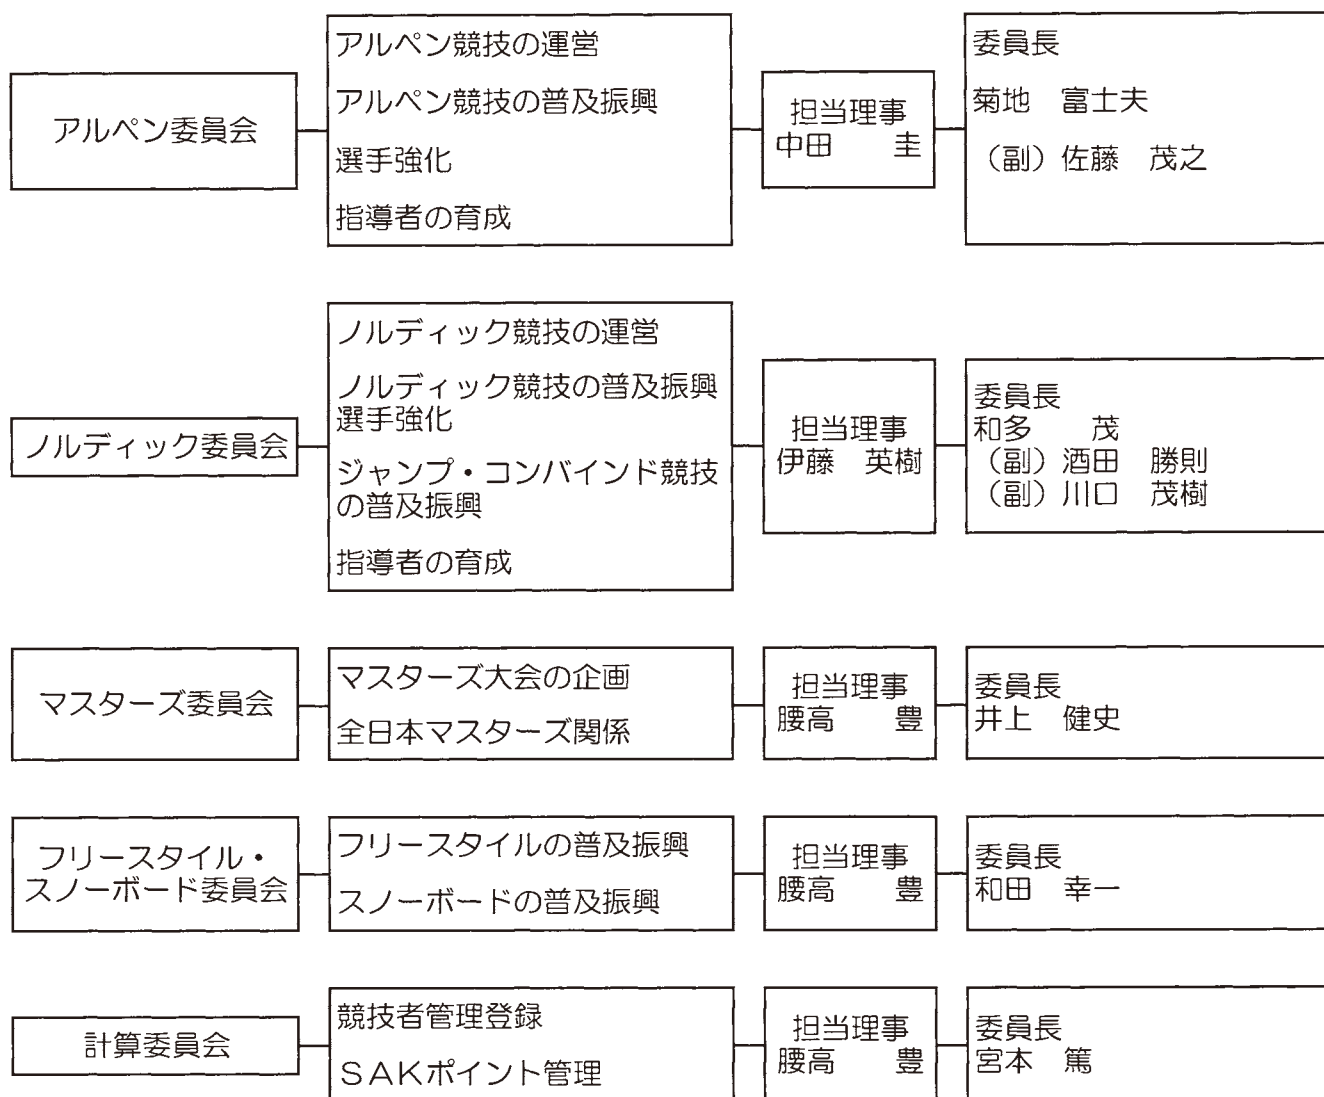 アルペン委員会
アルペン競技の運営
アルペン競技の普及振興
選手強化
指導者の育成
担当理事
中田　　圭
委員長
菊地　富士夫
（副）佐藤　茂之
ノルディック委員会
ノルディック競技の運営
ノルディック競技の普及振興
選手強化
ジャンプ・コンバインド競技
の普及振興
指導者の育成
担当理事
伊藤　英樹
委員長
和多　　茂
（副）酒田　勝則
（副）川口　茂樹
マスターズ委員会
マスターズ大会の企画
全日本マスターズ関係
担当理事
腰高　　豊
委員長
井上　健史
フリースタイル・
スノーボード委員会
フリースタイルの普及振興
スノーボードの普及振興
担当理事
腰高　　豊
委員長
和田　幸一
計算委員会
競技者管理登録
ＳＡＫポイント管理
担当理事
腰高　　豊
委員長
宮本　篤